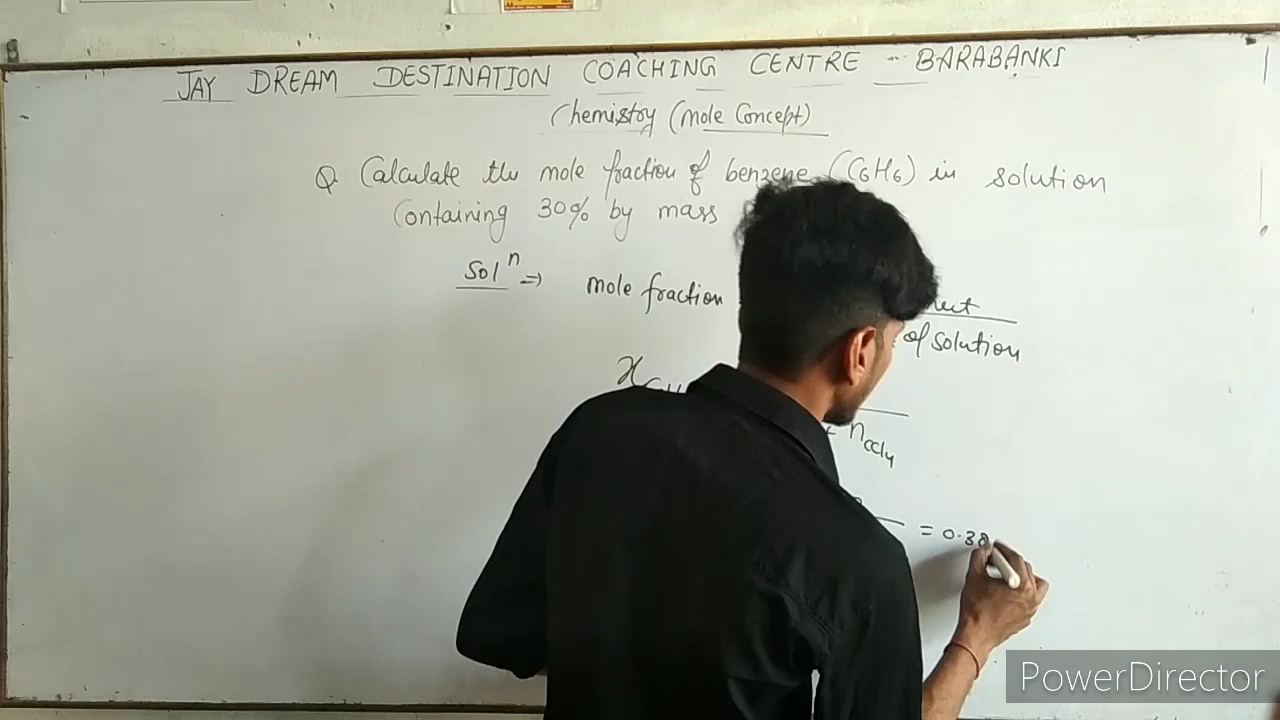 JAY DREAM DESTINATION COACHING CENTRE - BARABANKI
Chemistry (Mole Concept)
Q. Calculate the mole fraction of benzene (C6H6) in solution
Containing 30% by mass
Solⁿ ⇒ mole fraction
of solution
x
+ nCCl4
= 0.38
PowerDirector